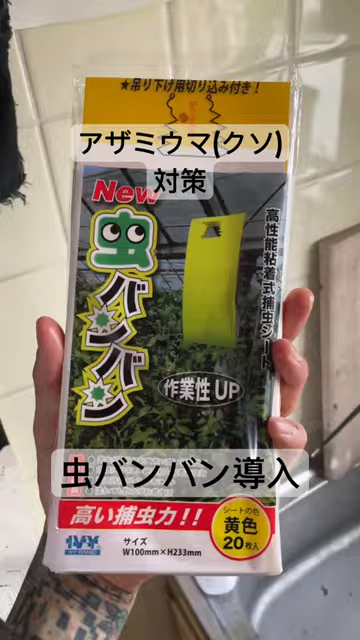 ★吊り下げ用切り込み付き！
アザミウマ(クソ)
対策
New
虫バンバン
高性能粘着式捕虫シート
作業性UP
虫バンバン導入
高い捕虫力!!
シートの色
黄色
20枚入
IVY
サイズ
W100mm×H233mm